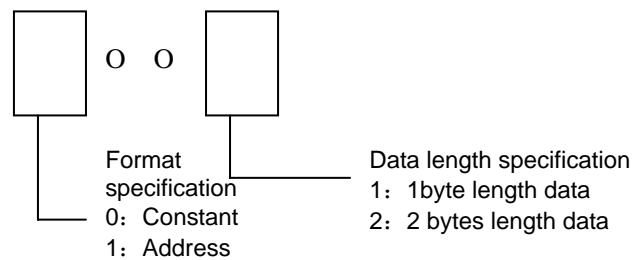 O O
Format
specification
0：Constant
1：Address
Data length specification
1：1byte length data
2：2 bytes length data